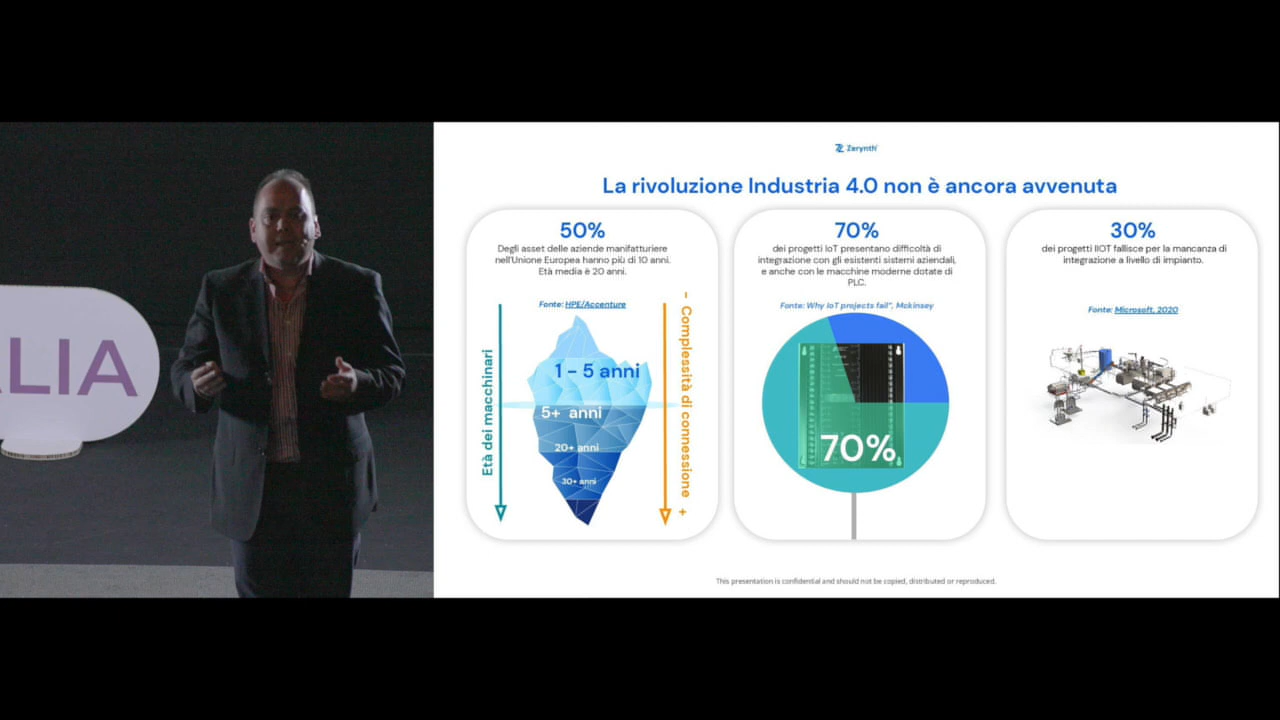 LIA
Zerynth
La rivoluzione Industria 4.0 non è ancora avvenuta
50%
Degli asset delle aziende manifatturiere
nell'Unione Europea hanno più di 10 anni.
Età media è 20 anni.
Fonte: HPE/Accenture
Età dei macchinari
1 - 5 anni
5+ anni
20+ anni
30+ anni
- Complessità di connessione +
70%
dei progetti IoT presentano difficoltà di
integrazione con gli esistenti sistemi aziendali,
e anche con le macchine moderne dotate di
PLC.
Fonte: Why IoT projects fail", Mckinsey
70%
30%
dei progetti IIOT fallisce per la mancanza di
integrazione a livello di impianto.
Fonte: Microsoft, 2020
This presentation is confidential and should not be copied, distributed or reproduced.